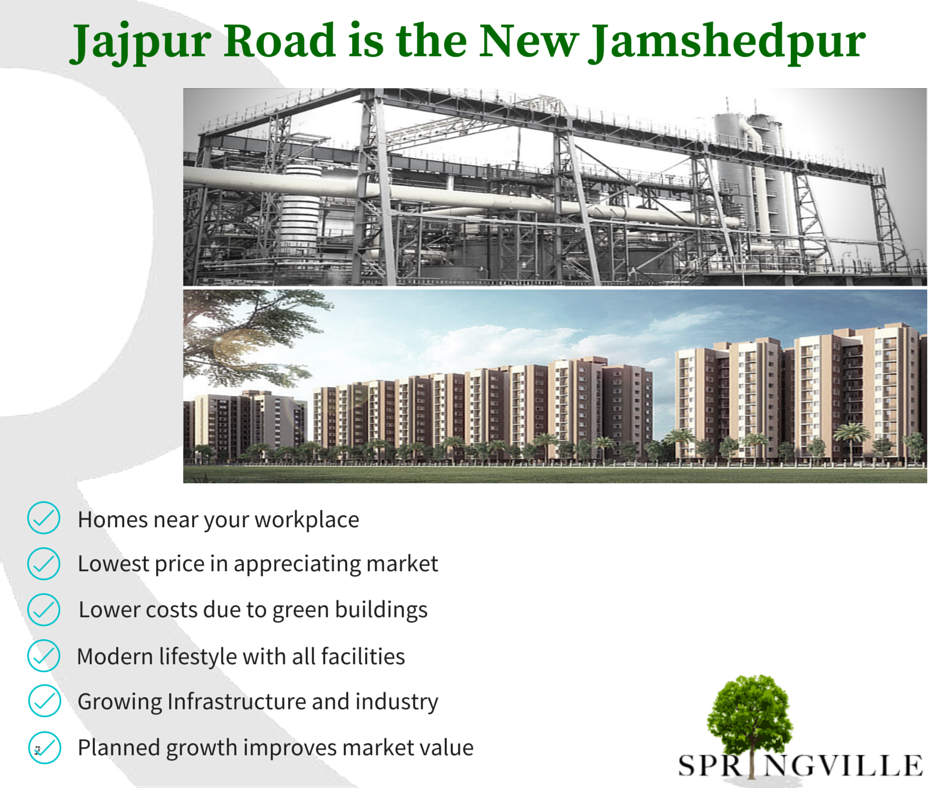 Jajpur Road is the New Jamshedpur
Homes near your workplace
Lowest price in appreciating market
Lower costs due to green buildings
Modern lifestyle with all facilities
Growing Infrastructure and industry
Planned growth improves market value
SPRINGVILLE